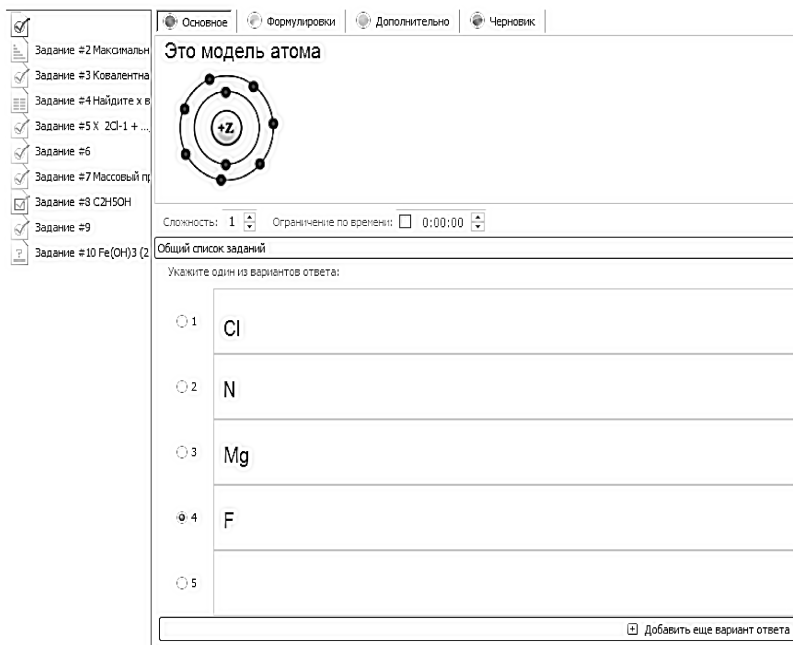 Задание #2 Максимальн
Задание #3 Ковалентна
Задание #4 Найдите х в
Задание #5 X 2Cl-1 + ...
Задание #6
Задание #7 Массовый п
Задание #8 C2H5OH
Задание #9
Задание #10 Fe(OH)3 (2
Основное Формулировки Дополнительно Черновик
Это модель атома
+Z
Сложность: 1 Ограничение по времени: 0:00:00
Общий список заданий
Укажите один из вариантов ответа:
1 Cl
2 N
3 Mg
4 F
5
Добавить еще вариант ответа